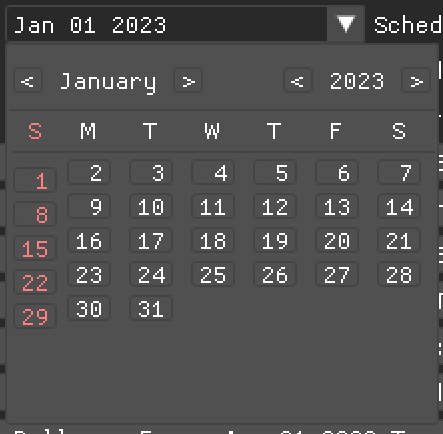 Jan 01 2023 ▼ Sched
< January > < 2023 >
S M T W T F S
1 2 3 4 5 6 7
8 9 10 11 12 13 14
15 16 17 18 19 20 21
22 23 24 25 26 27 28
29 30 31